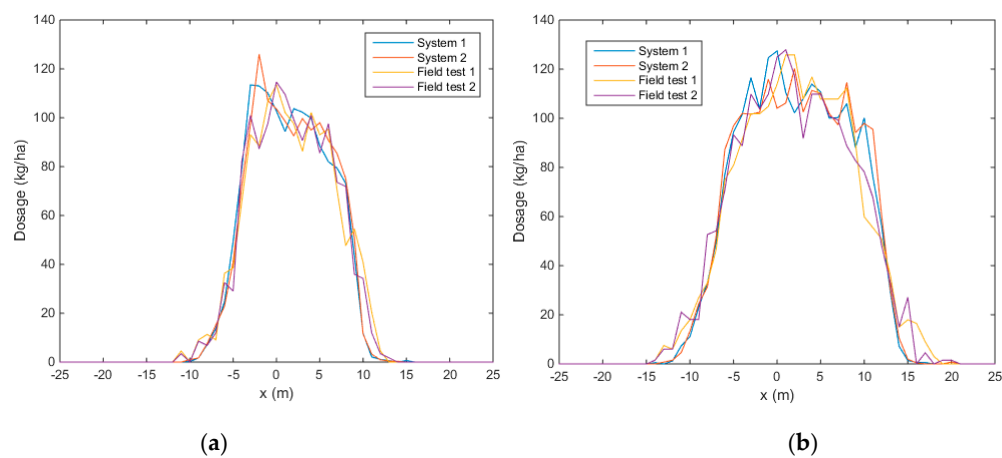 (a)
140
120
100
80
60
40
20
0
Dosage (kg/ha)
-25 -20 -15 -10 -5 0 5 10 15 20 25
x (m)
System 1
System 2
Field test 1
Field test 2
(b)
140
120
100
80
60
40
20
0
Dosage (kg/ha)
-25 -20 -15 -10 -5 0 5 10 15 20 25
x (m)
System 1
System 2
Field test 1
Field test 2
(a)
(b)